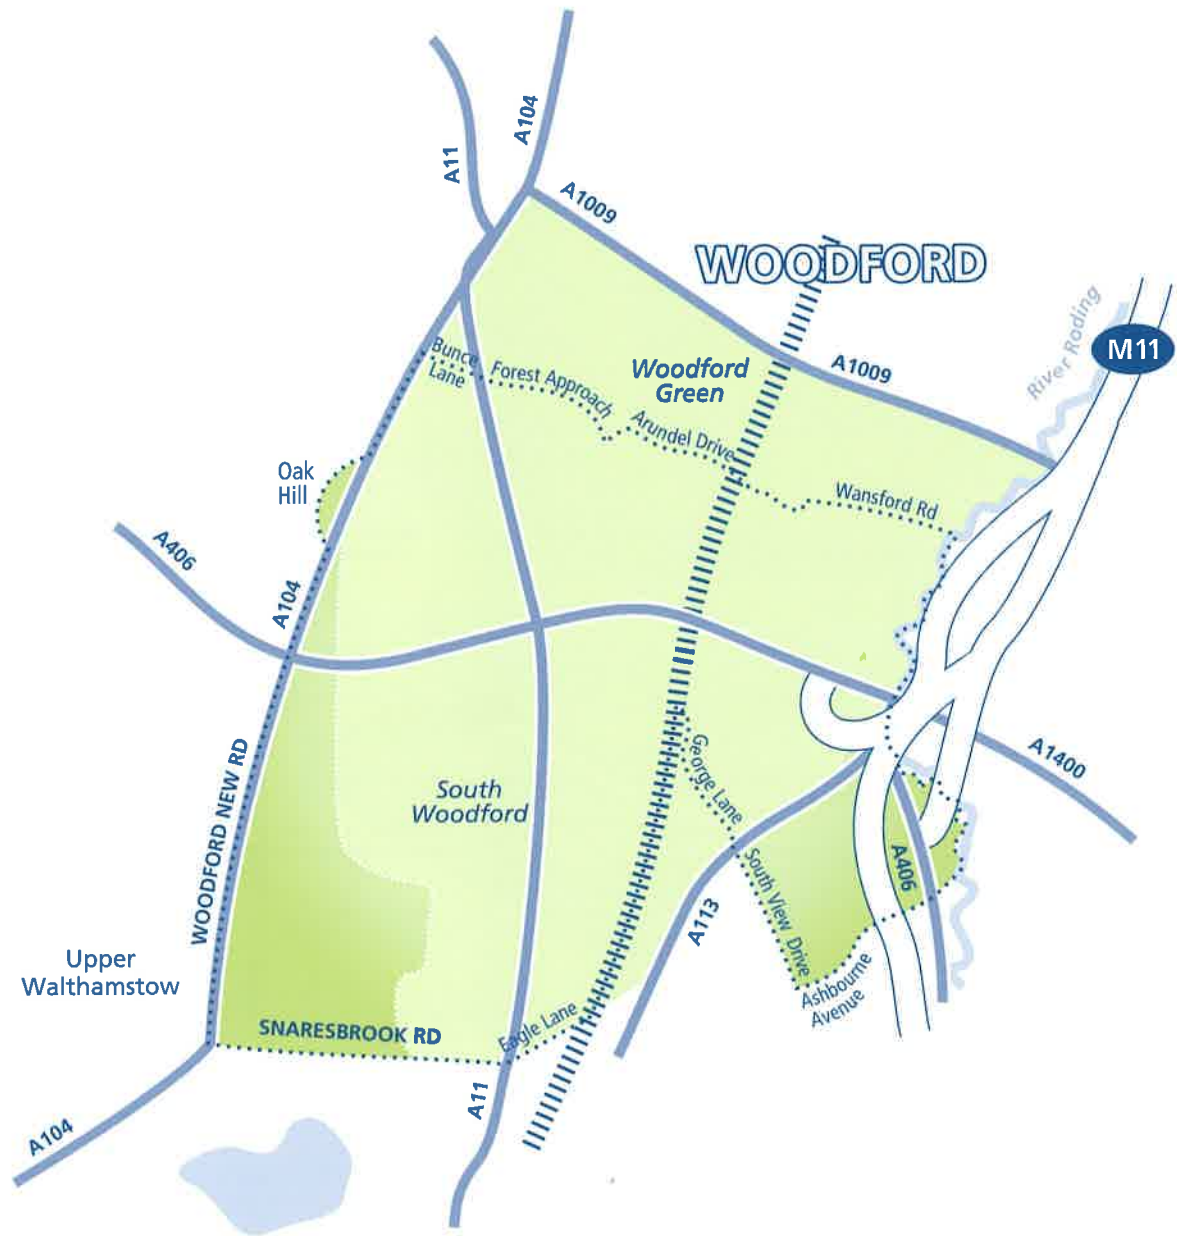 A11
A104
A1009
WOODFORD
River Roding
M11
Bunce
Lane
Forest Approach
Woodford
Green
A1009
Arundel Drive
Oak
Hill
Wansford Rd
A406
A104
George Lane
A1400
WOODFORD NEW RD
South
Woodford
South View Drive
A406
A113
Upper
Walthamstow
Ashbourne
Avenue
SNARESBROOK RD
Eagle Lane
A11
A104